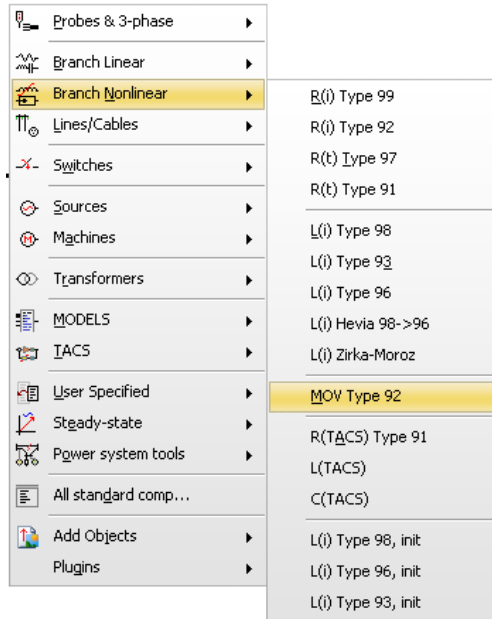 Probes & 3-phase
Branch Linear
Branch Nonlinear
Lines/Cables
Switches
Sources
Machines
Transformers
MODELS
TACS
User Specified
Steady-state
Power system tools
All standard comp...
Add Objects
Plugins
R(i) Type 99
R(i) Type 92
R(t) Type 97
R(t) Type 91
L(i) Type 98
L(i) Type 93
L(i) Type 96
L(i) Hevia 98->96
L(i) Zirka-Moroz
MOV Type 92
R(TACS) Type 91
L(TACS)
C(TACS)
L(i) Type 98, init
L(i) Type 96, init
L(i) Type 93, init